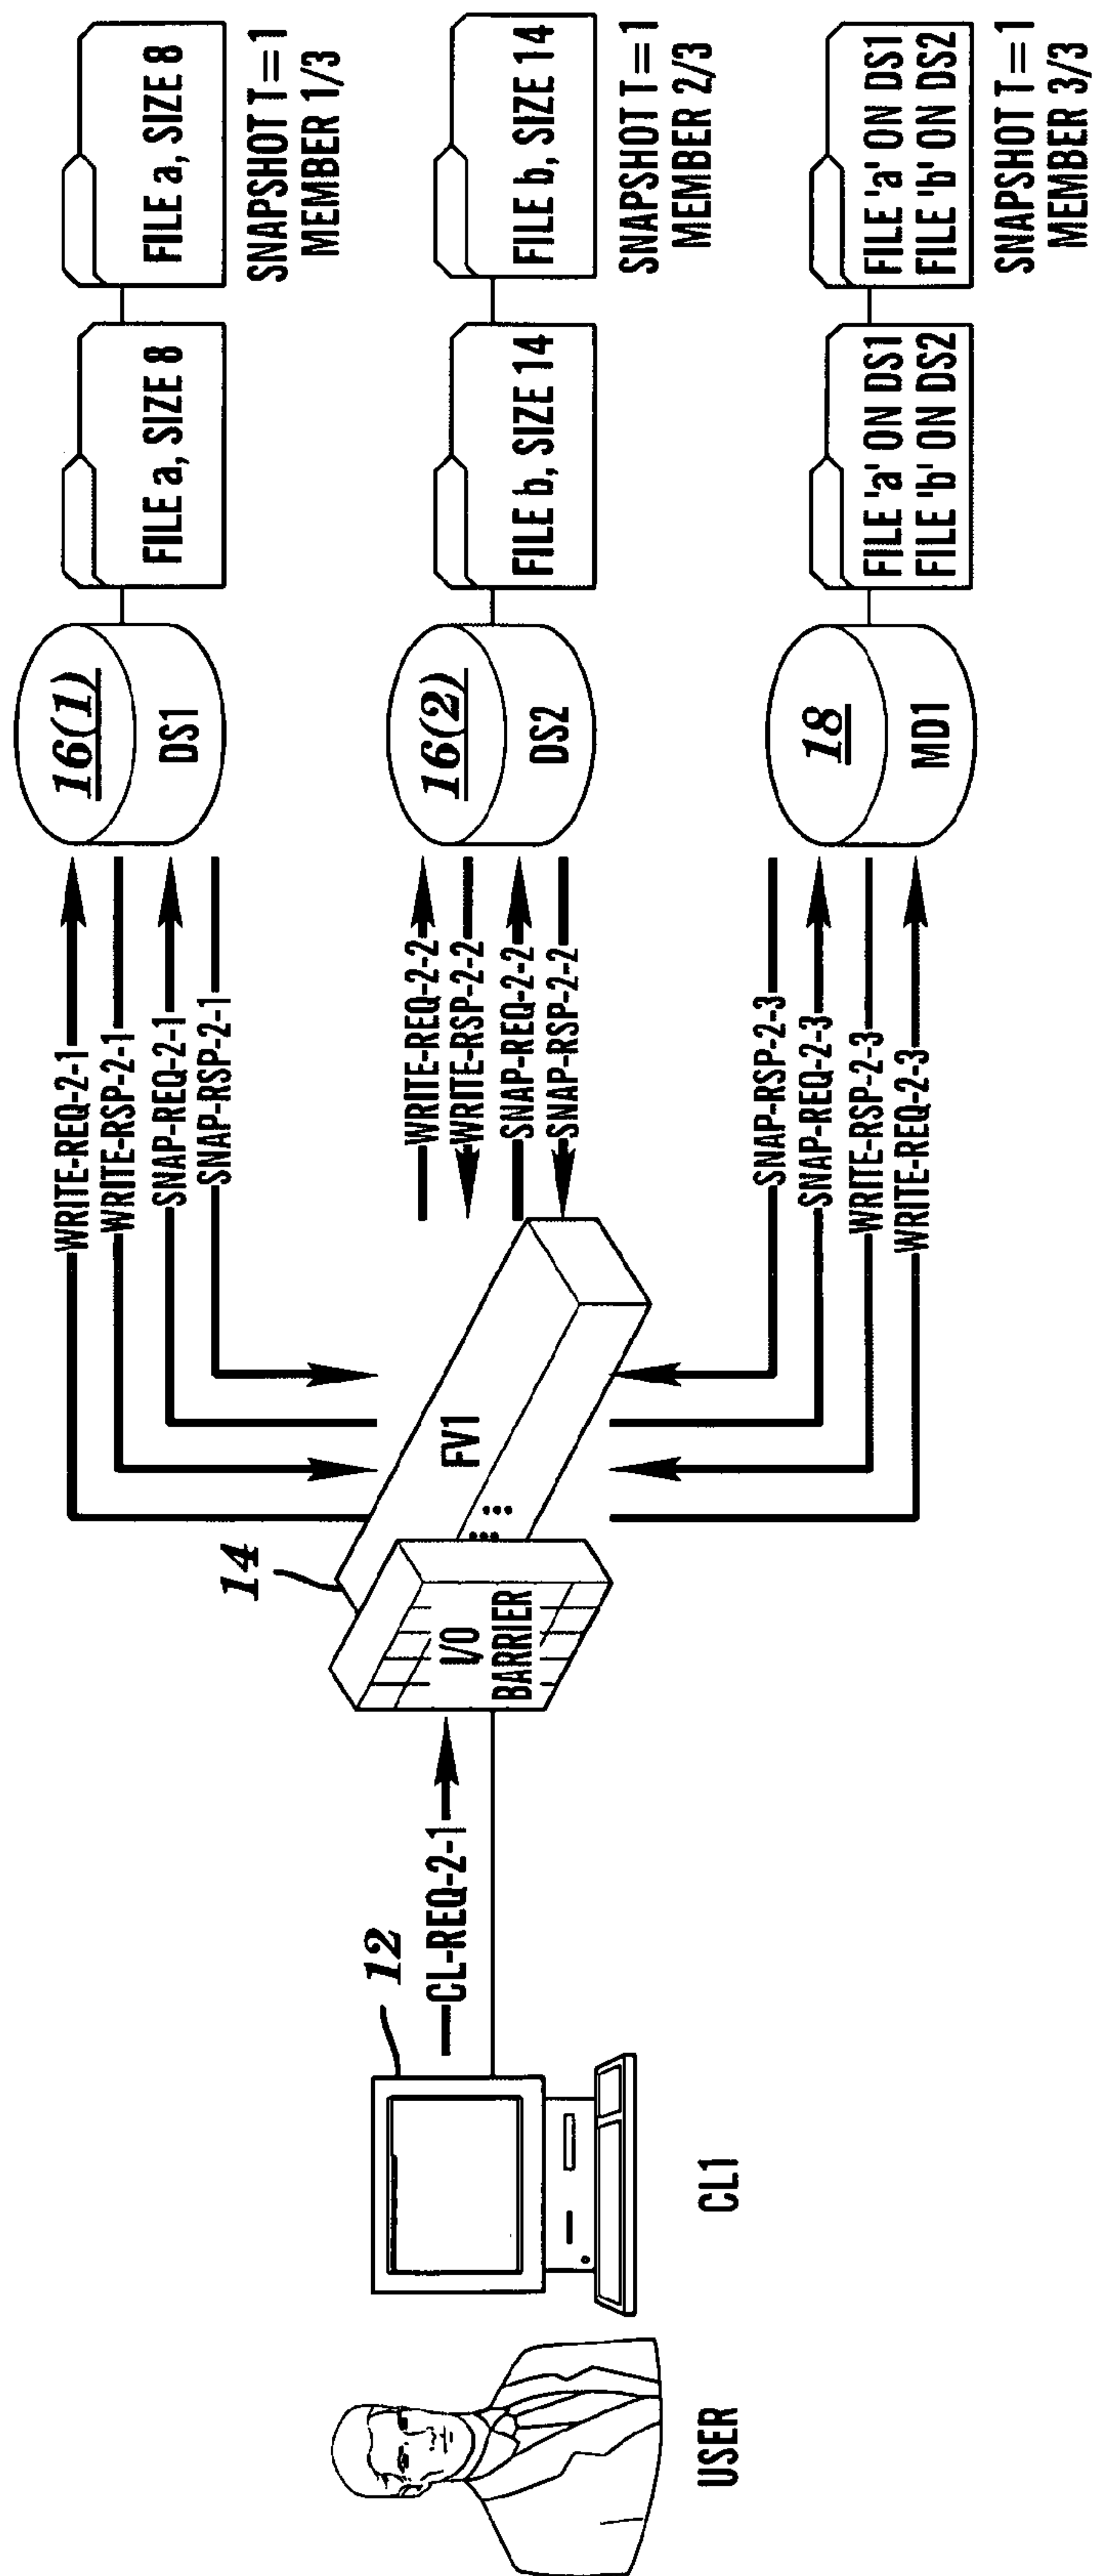 USER
CL1
12
CL-REQ-2-1
I/O
BARRIER
14
FV1
WRITE-REQ-2-1
WRITE-RSP-2-1
SNAP-REQ-2-1
SNAP-RSP-2-1
WRITE-REQ-2-2
WRITE-RSP-2-2
SNAP-REQ-2-2
SNAP-RSP-2-2
SNAP-RSP-2-3
SNAP-REQ-2-3
WRITE-RSP-2-3
WRITE-REQ-2-3
16(1)
DS1
FILE a, SIZE 8
FILE a, SIZE 8
SNAPSHOT T=1
MEMBER 1/3
16(2)
DS2
FILE b, SIZE 14
FILE b, SIZE 14
SNAPSHOT T=1
MEMBER 2/3
18
MD1
FILE 'a' ON DS1
FILE 'b' ON DS2
FILE 'a' ON DS1
FILE 'b' ON DS2
SNAPSHOT T=1
MEMBER 3/3